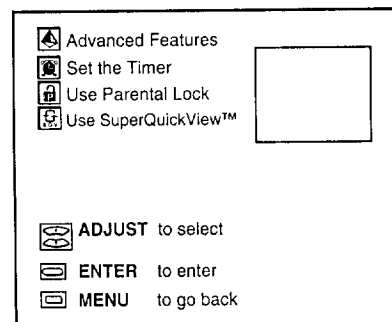 Advanced Features
Set the Timer
Use Parental Lock
Use SuperQuickView™
ADJUST to select
ENTER to enter
MENU to go back